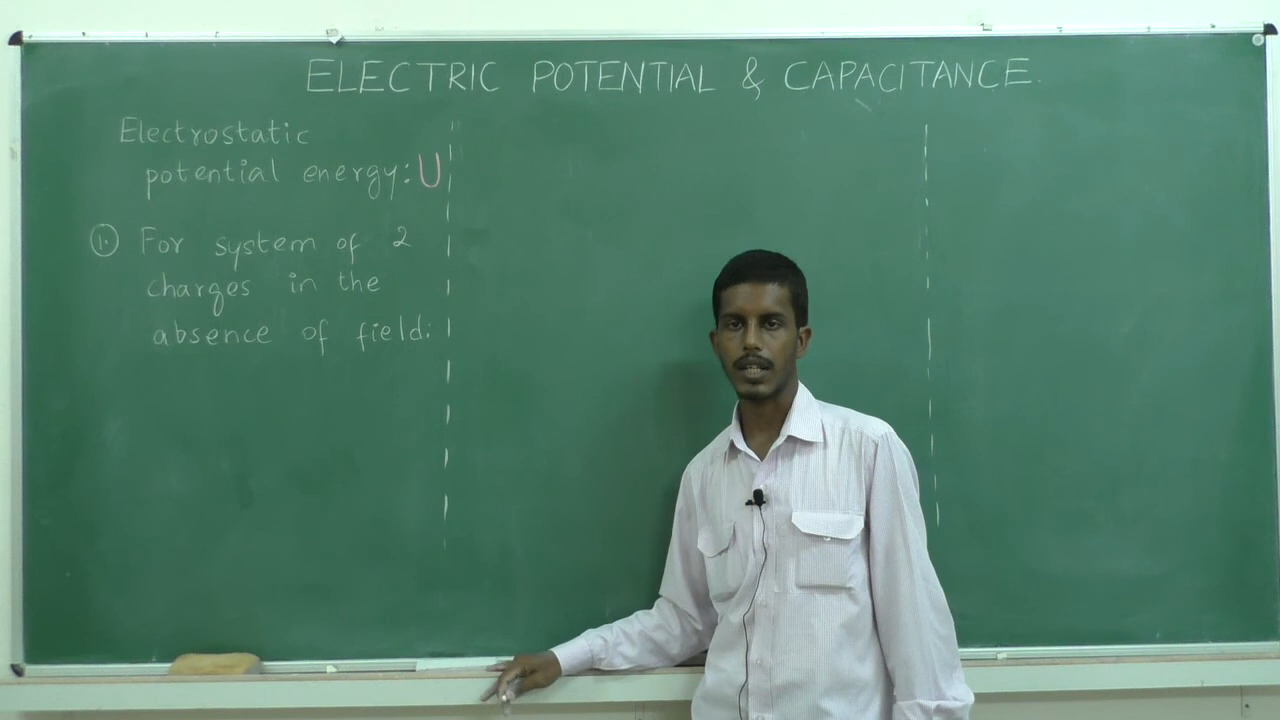 ELECTRIC POTENTIAL & CAPACITANCE.
Electrostatic
potential energy: U
1. For system of 2
charges in the
absence of field: